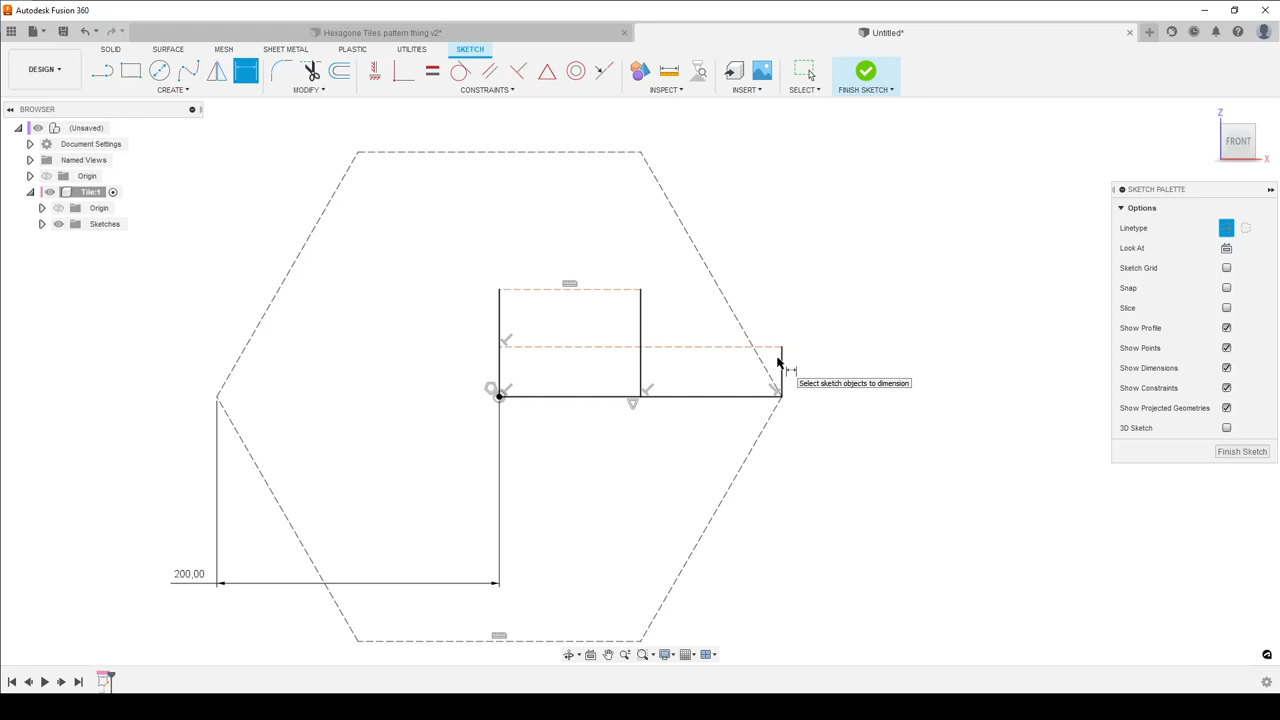 Autodesk Fusion 360
Hexagone Tiles pattern thing v2*
Untitled*
DESIGN
SOLID SURFACE MESH SHEET METAL PLASTIC UTILITIES SKETCH
CREATE MODIFY CONSTRAINTS INSPECT INSERT SELECT FINISH SKETCH
BROWSER
(Unsaved)
Document Settings
Named Views
Origin
Tile:1
Origin
Sketches
Z
FRONT
X
SKETCH PALETTE
Options
Linetype
Look At
Sketch Grid
Snap
Slice
Show Profile
Show Points
Show Dimensions
Show Constraints
Show Projected Geometries
3D Sketch
Finish Sketch
Select sketch objects to dimension
200,00